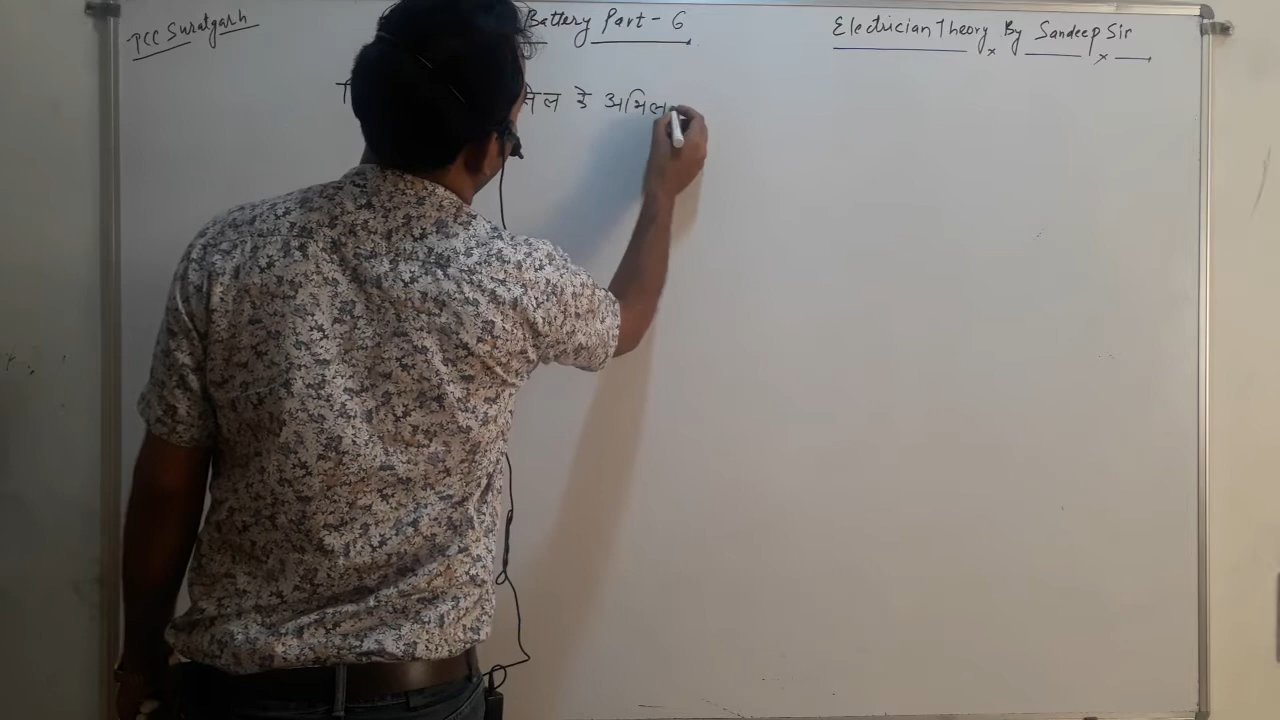 PCC Suratgarh
Battery Part - 6
Electrician Theory By Sandeep Sir
सेल के अभिल